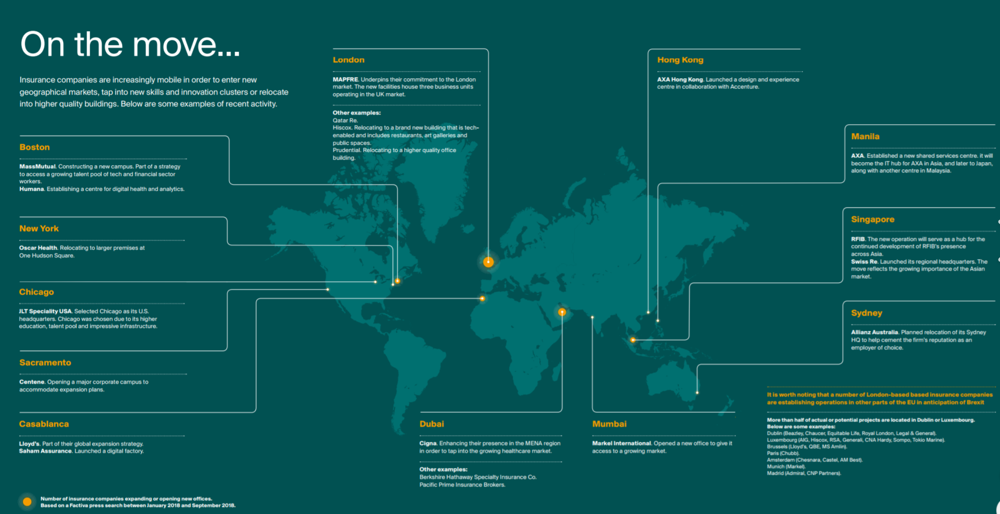 On the move...
Insurance companies are increasingly mobile in order to enter new
geographical markets, tap into new skills and innovation clusters or relocate
into higher quality buildings. Below are some examples of recent activity.
Boston
MassMutual. Constructing a new campus. Part of a strategy
to access a growing talent pool of tech and financial sector
workers.
Humana. Establishing a centre for digital health and analytics.
New York
Oscar Health. Relocating to larger premises at
One Hudson Square.
Chicago
JLT Speciality USA. Selected Chicago as its U.S.
headquarters. Chicago was chosen due to its higher
education, talent pool and impressive infrastructure.
Sacramento
Centene. Opening a major corporate campus to
accommodate expansion plans.
Casablanca
Lloyd's. Part of their global expansion strategy.
Saham Assurance. Launched a digital factory.
London
MAPFRE. Underpins their commitment to the London
market. The new facilities house three business units
operating in the UK market.
Other examples:
Qatar Re.
Hiscox. Relocating to a brand new building that is tech-
enabled and includes restaurants, art galleries and
public spaces.
Prudential. Relocating to a higher quality office
building.
Dubai
Cigna. Enhancing their presence in the MENA region
in order to tap into the growing healthcare market.
Other examples:
Berkshire Hathaway Specialty Insurance Co.
Pacific Prime Insurance Brokers.
Mumbai
Markel International. Opened a new office to give it
access to a growing market.
Hong Kong
AXA Hong Kong. Launched a design and experience
centre in collaboration with Accenture.
Manila
AXA. Established a new shared services centre. it will
become the IT hub for AXA in Asia, and later to Japan,
along with another centre in Malaysia.
Singapore
RFIB. The new operation will serve as a hub for the
continued development of RFIB's presence
across Asia.
Swiss Re. Launched its regional headquarters. The
move reflects the growing importance of the Asian
market.
Sydney
Allianz Australia. Planned relocation of its Sydney
HQ to help cement the firm's reputation as an
employer of choice.
It is worth noting that a number of London-based based insurance companies
are establishing operations in other parts of the EU in anticipation of Brexit
More than half of actual or potential projects are located in Dublin or Luxembourg.
Below are some examples:
Dublin (Beazley, Chaucer, Equitable Life, Royal London, Legal & General).
Luxembourg (AIG, Hiscox, RSA, Generali, CNA Hardy, Sompo, Tokio Marine).
Brussels (Lloyd's, QBE, MS Amlin).
Paris (Chubb).
Amsterdam (Chesnara, Castel, AM Best).
Munich (Markel).
Madrid (Admiral, CNP Partners).
Number of insurance companies expanding or opening new offices.
Based on a Factiva press search between January 2018 and September 2018.